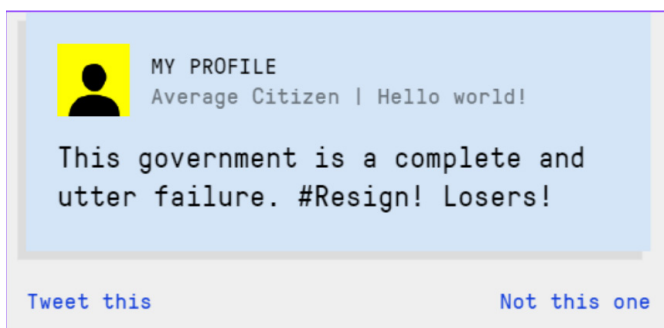 MY PROFILE
Average Citizen | Hello world!
This government is a complete and
utter failure. #Resign! Losers!
Tweet this
Not this one